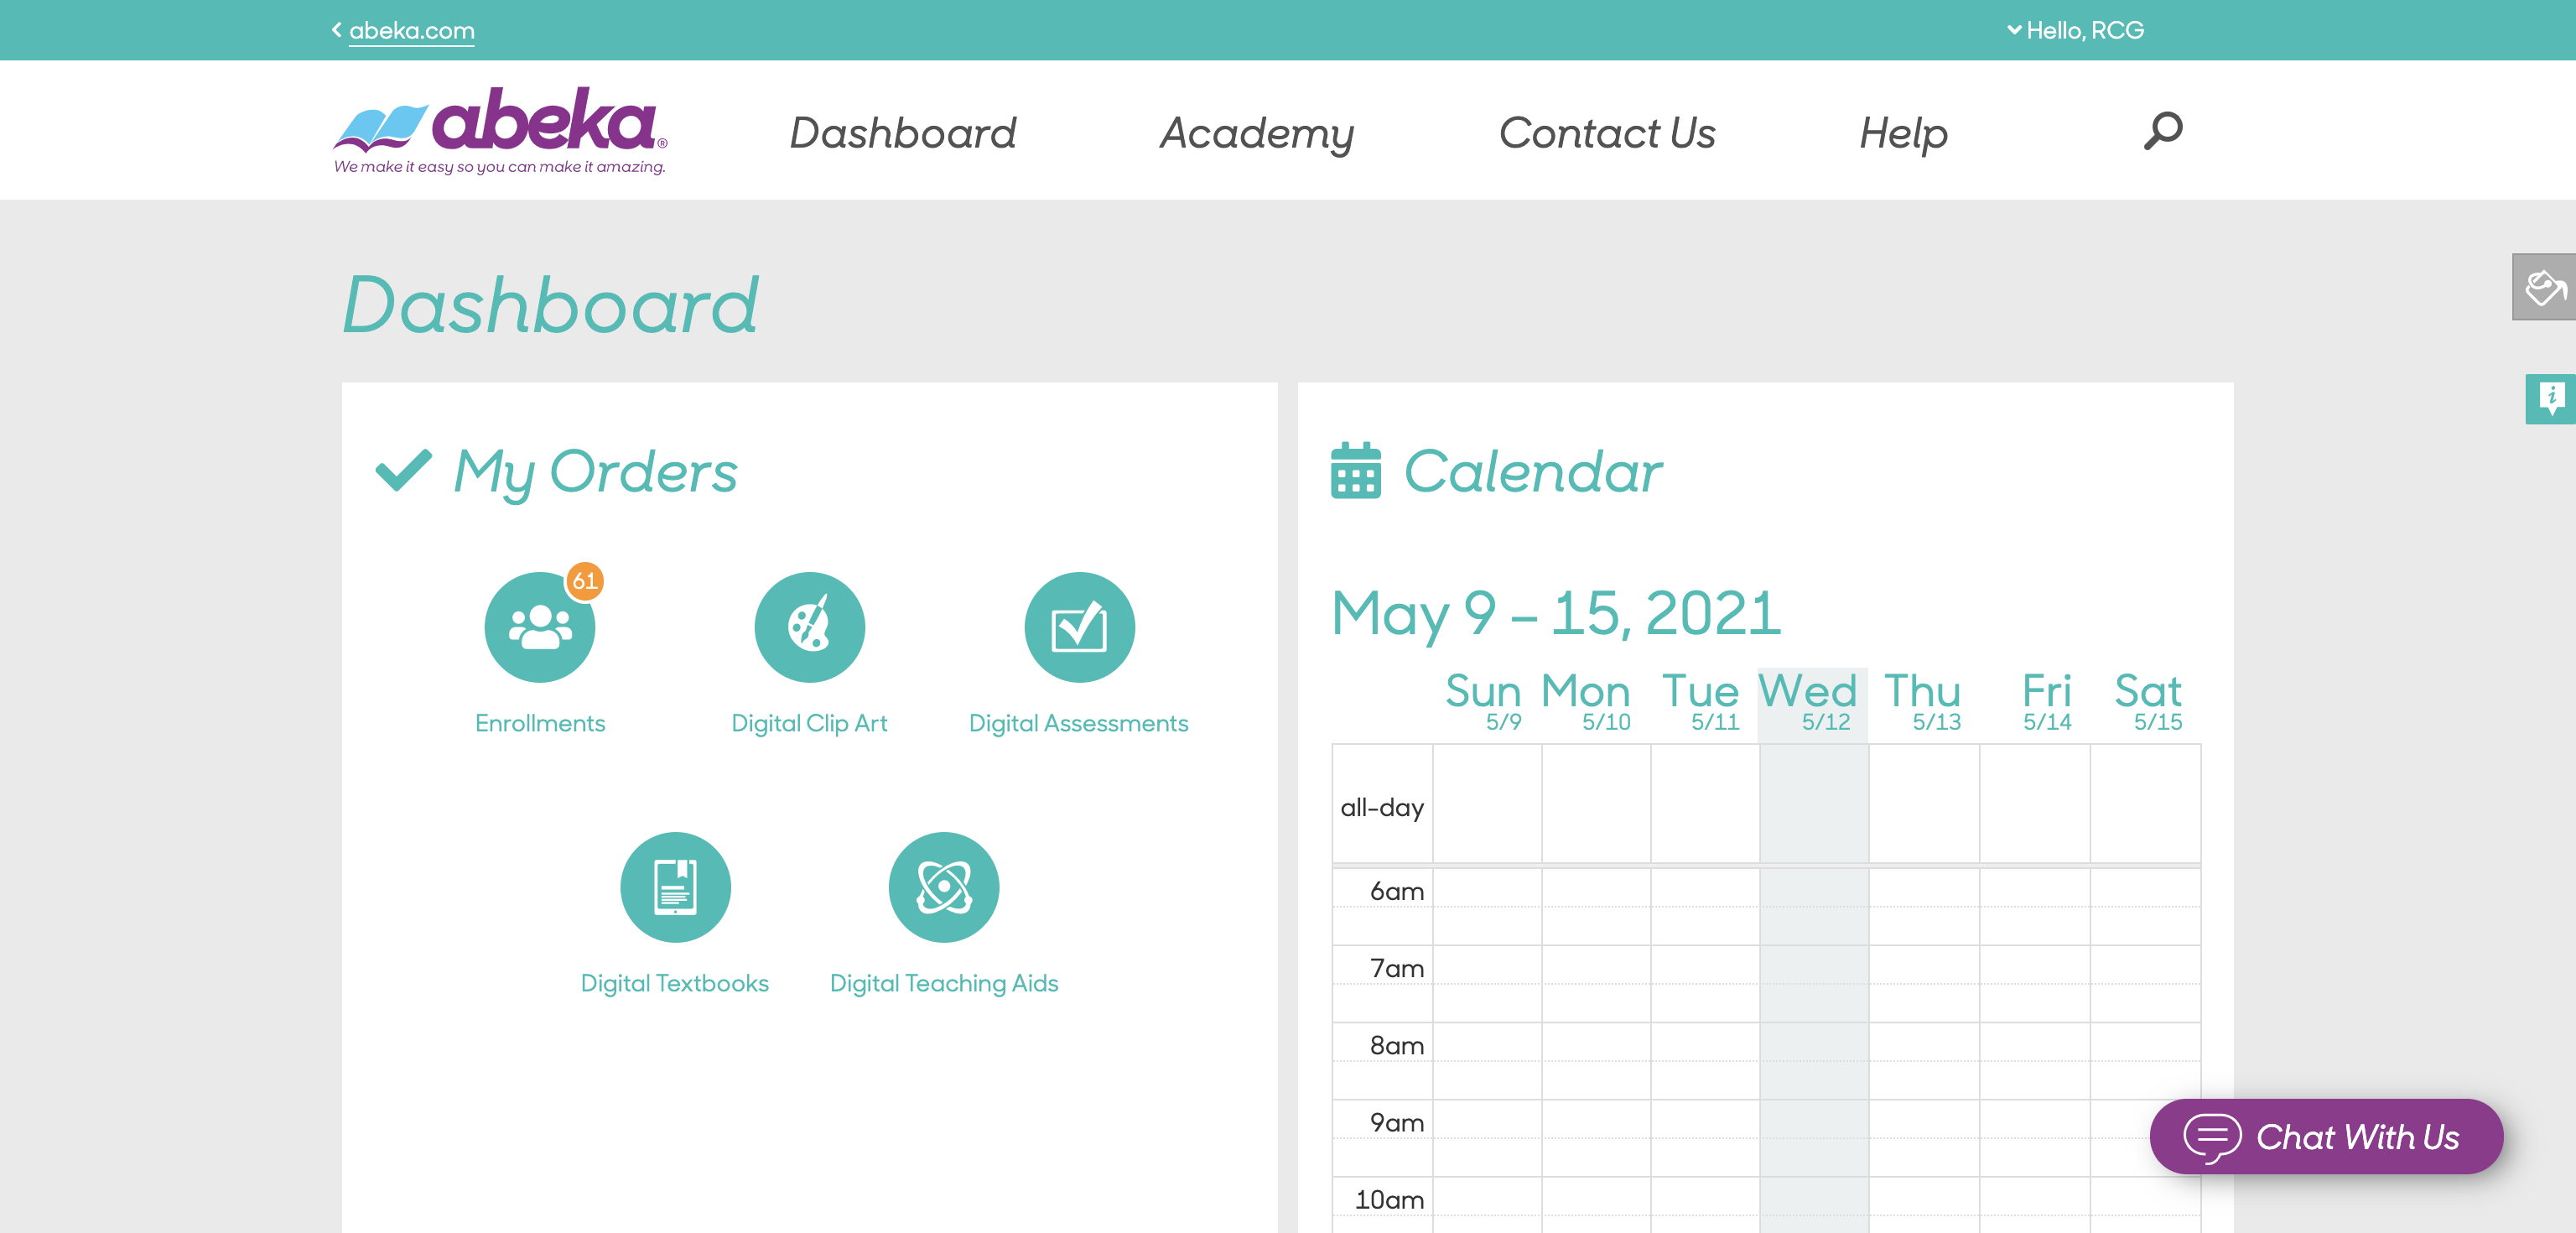 abeka.com
Hello, RCG
abeka®
We make it easy so you can make it amazing.
Dashboard Academy Contact Us Help
Dashboard
My Orders
61
Enrollments Digital Clip Art Digital Assessments
Digital Textbooks Digital Teaching Aids
Calendar
May 9 – 15, 2021
Sun Mon Tue Wed Thu Fri Sat
5/9 5/10 5/11 5/12 5/13 5/14 5/15
all-day
6am
7am
8am
9am
10am
Chat With Us